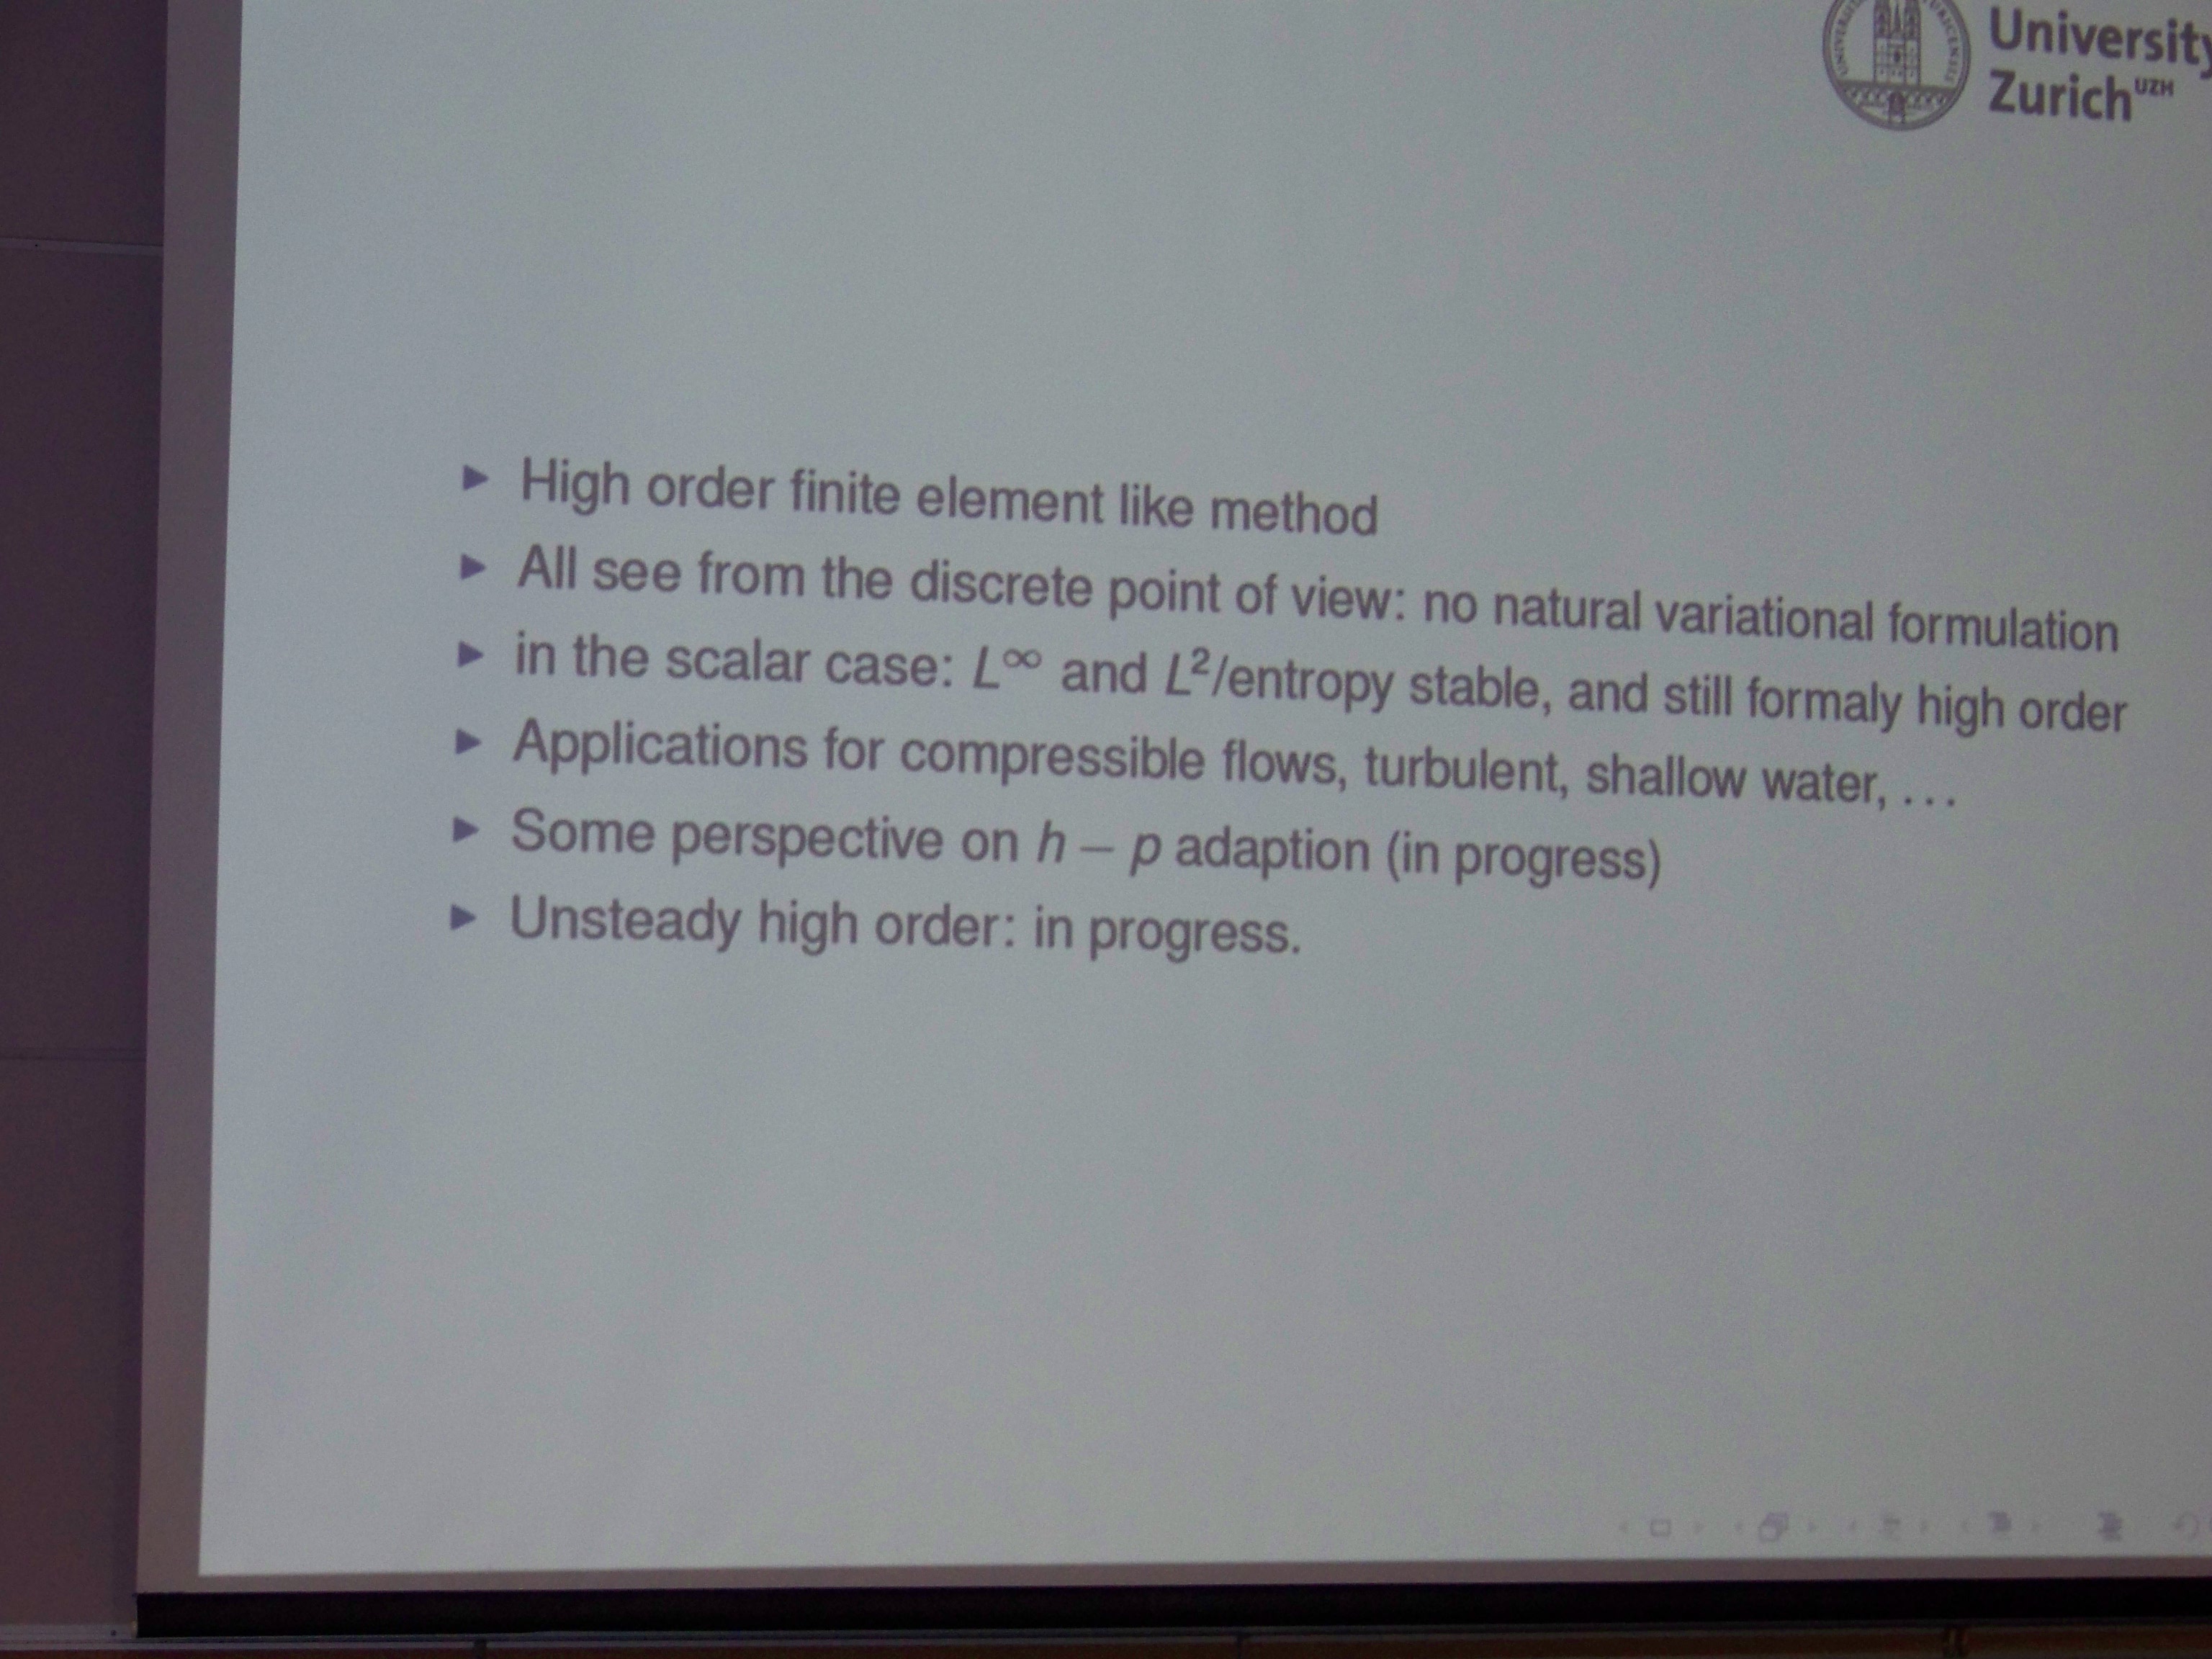 University
Zurich UZH
▶ High order finite element like method
▶ All see from the discrete point of view: no natural variational formulation
▶ in the scalar case: L∞ and L²/entropy stable, and still formaly high order
▶ Applications for compressible flows, turbulent, shallow water, ...
▶ Some perspective on h − p adaption (in progress)
▶ Unsteady high order: in progress.